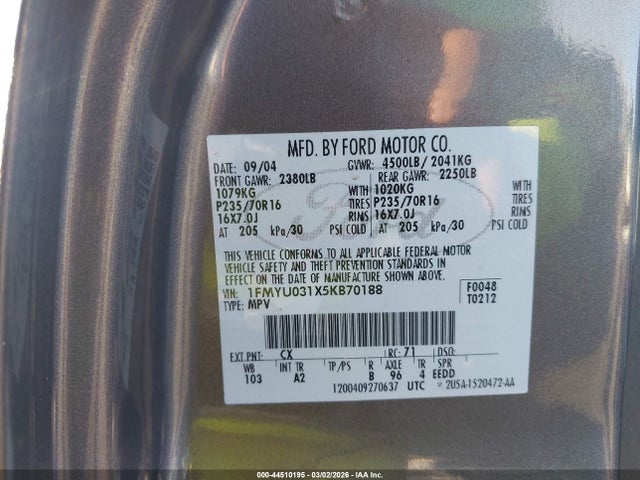 MFD. BY FORD MOTOR CO.
DATE: 09/04 GVWR: 4500LB/ 2041KG
FRONT GAWR: 2380LB REAR GAWR: 2250LB
1079KG WITH 1020KG WITH
P235/70R16 TIRES P235/70R16 TIRES
16X7.0J RIMS 16X7.0J RIMS
AT 205 kPa/30 PSI COLD AT 205 kPa/30 PSI COLD
THIS VEHICLE CONFORMS TO ALL APPLICABLE FEDERAL MOTOR
VEHICLE SAFETY AND THEFT PREVENTION STANDARDS IN
EFFECT ON THE DATE OF MANUFACTURE SHOWN ABOVE.
VIN: 1FMYU031X5KB70188 F0048
TYPE: MPV T0212
EXT PNT: CX RC: 71 DSO:
WB INT TR TP/PS R AXLE TR SPR
103 A2 B 96 4 EEDD
1200409270637 UTC 2U5A-1520472-AA
Ford
000-44510195 - 03/02/2026 - IAA Inc.